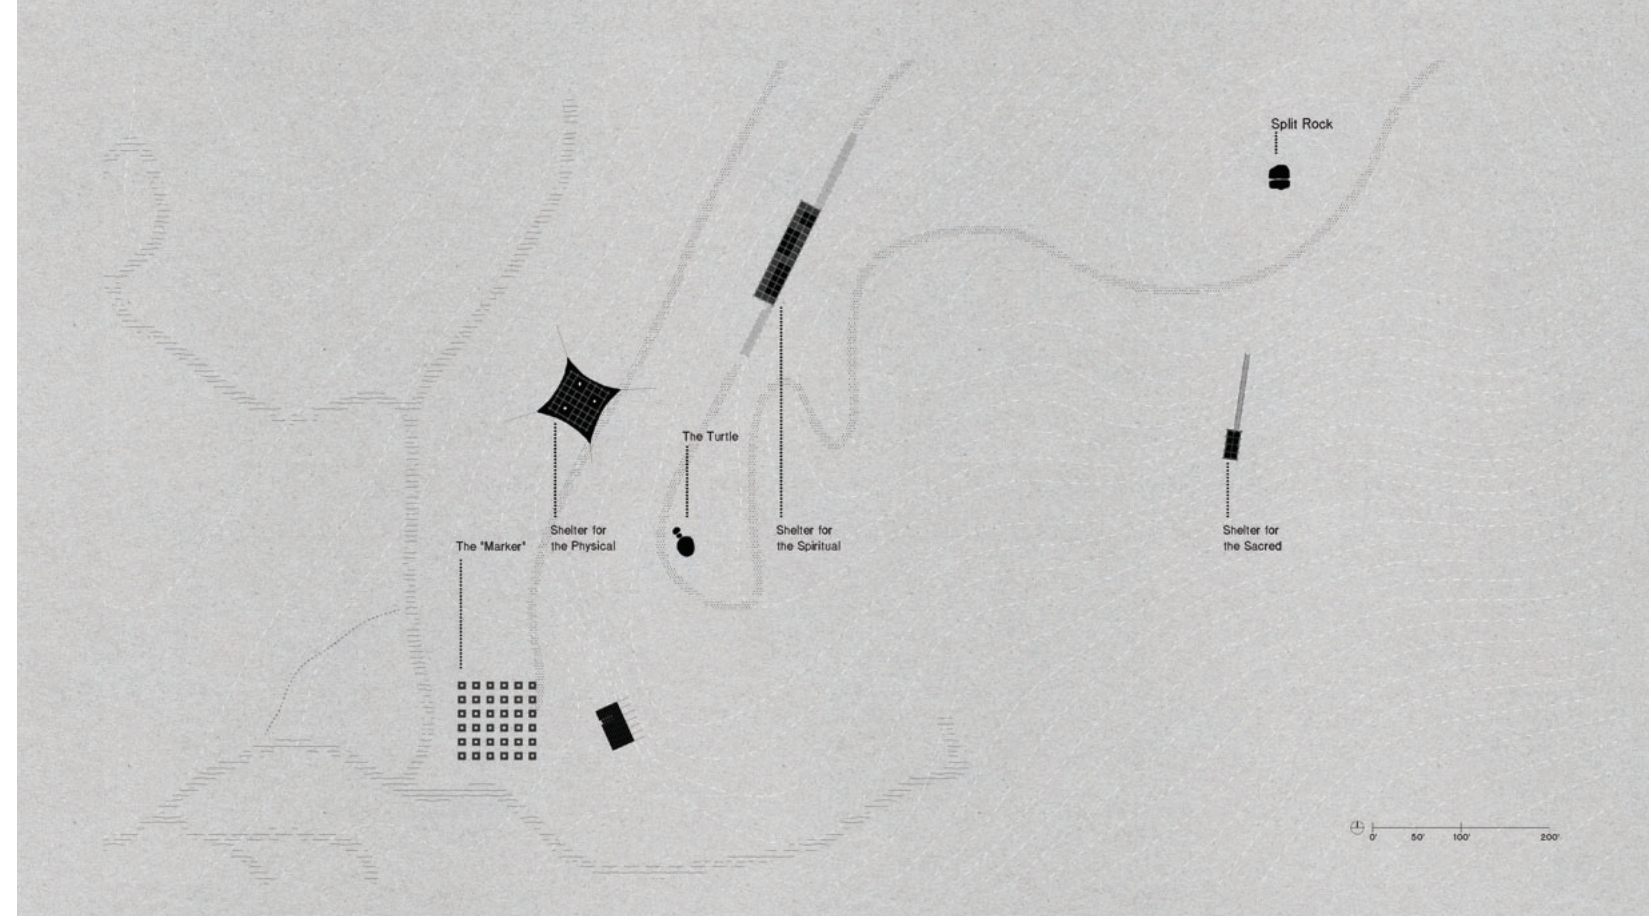 Split Rock
The Turtle
Shelter for
the Physical
Shelter for
the Spiritual
Shelter for
the Sacred
The "Marker"
0'
50'
100'
200'